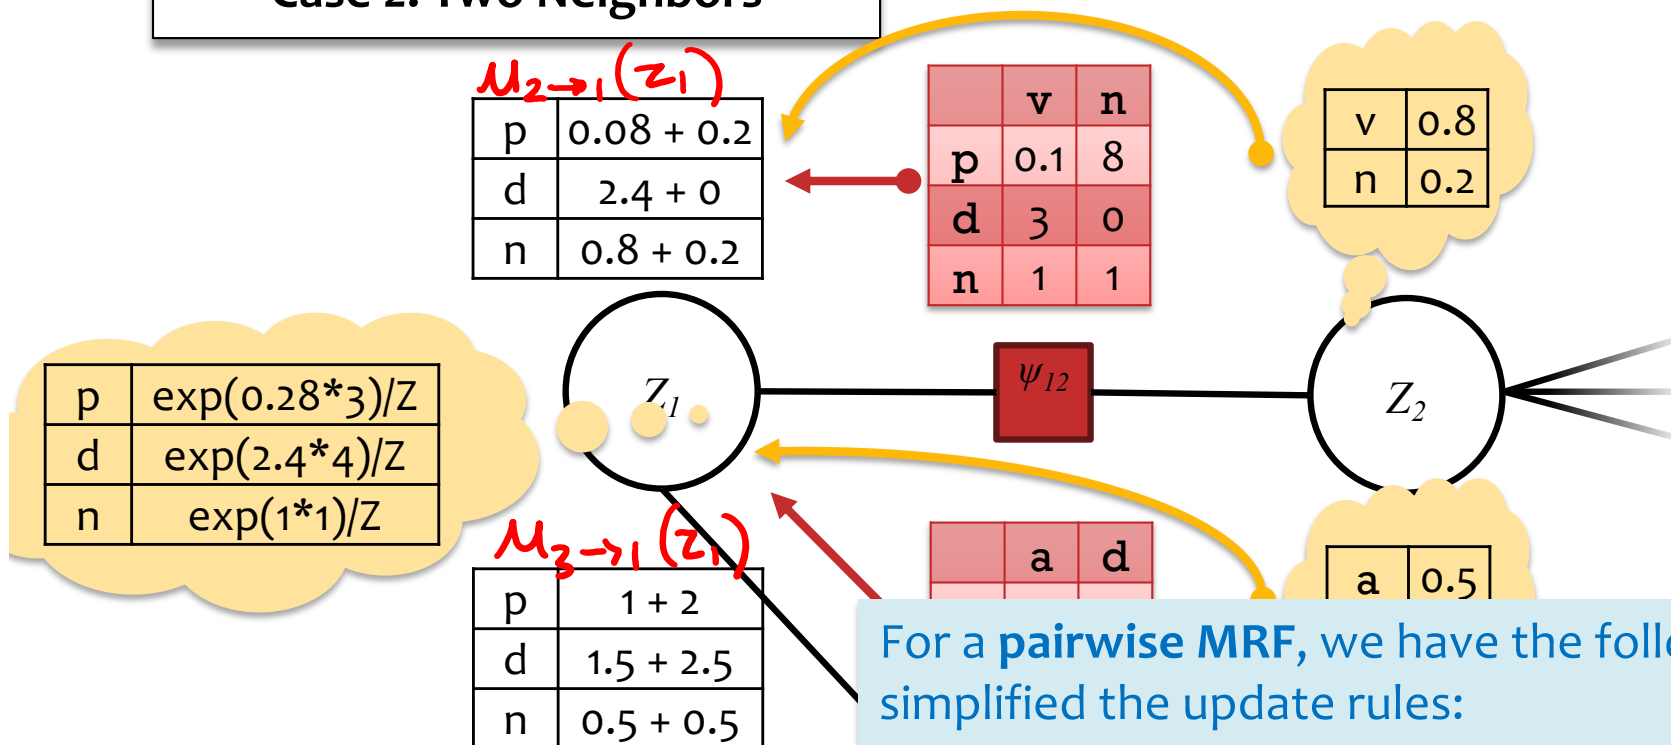 Case 2: Two Neighbors
μ2→1(z1)
p 0.08 + 0.2
d 2.4 + 0
n 0.8 + 0.2
v n
p 0.1 8
d 3 0
n 1 1
v 0.8
n 0.2
p exp(0.28*3)/Z
d exp(2.4*4)/Z
n exp(1*1)/Z
Z1
ψ12
Z2
μ3→1(z1)
p 1 + 2
d 1.5 + 2.5
n 0.5 + 0.5
a d
a 0.5
For a pairwise MRF, we have the follo
simplified the update rules: